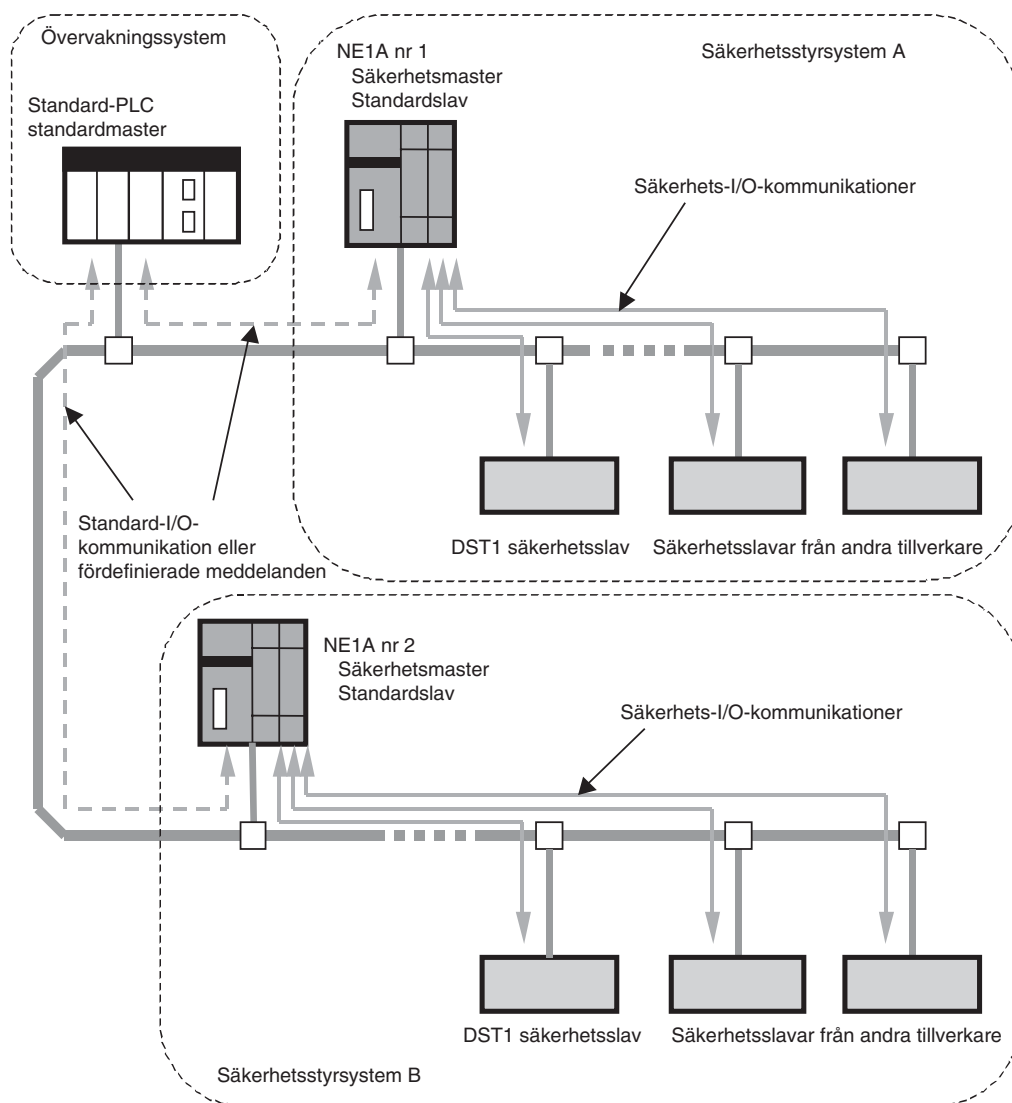 Övervakningssystem
Standard-PLC
standardmaster
NE1A nr 1
Säkerhetsmaster
Standardslav
Säkerhetsstyrsystem A
Säkerhets-I/O-kommunikationer
Standard-I/O-
kommunikation eller
fördefinierade meddelanden
DST1 säkerhetsslav
Säkerhetsslavar från andra tillverkare
NE1A nr 2
Säkerhetsmaster
Standardslav
Säkerhets-I/O-kommunikationer
DST1 säkerhetsslav
Säkerhetsslavar från andra tillverkare
Säkerhetsstyrsystem B